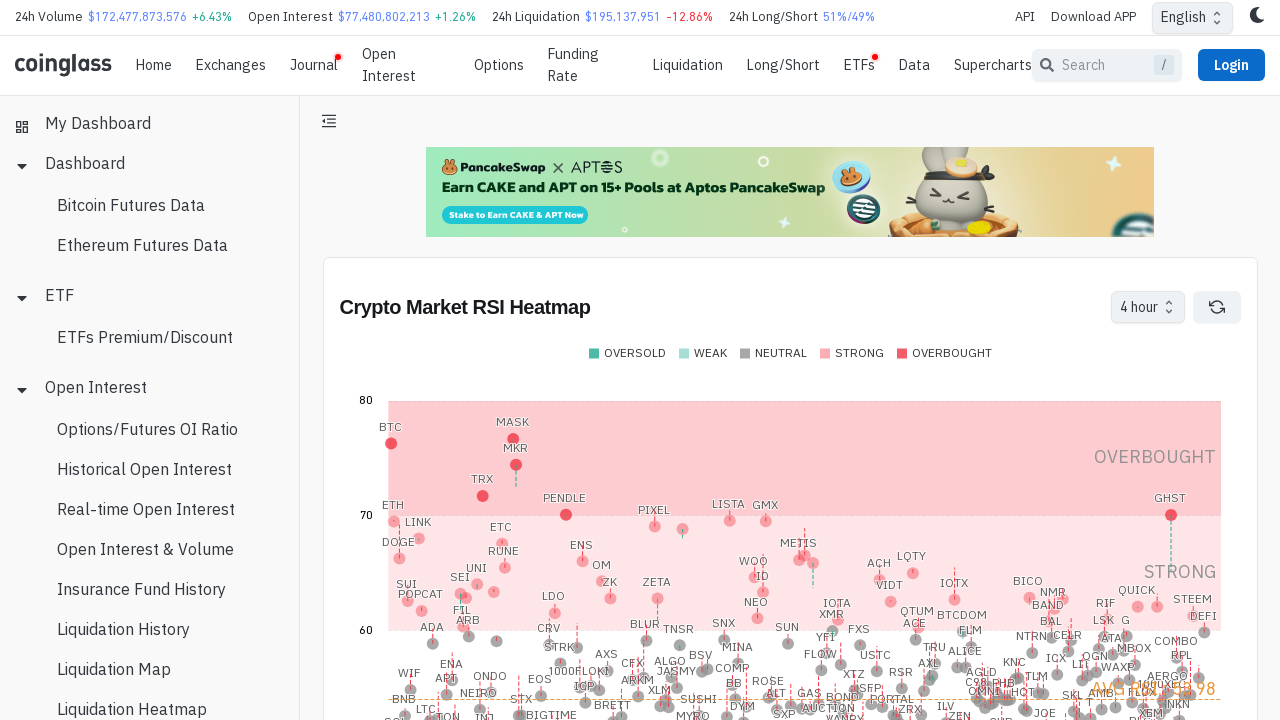 24h Volume $172,477,873,576 +6.43% Open Interest $77,480,802,213 +1.26% 24h Liquidation $195,137,951 -12.86% 24h Long/Short 51%/49% API Download APP English
coinglass Home Exchanges Journal Open Interest Options Funding Rate Liquidation Long/Short ETFs Data Supercharts Search / Login
My Dashboard
Dashboard
Bitcoin Futures Data
Ethereum Futures Data
ETF
ETFs Premium/Discount
Open Interest
Options/Futures OI Ratio
Historical Open Interest
Real-time Open Interest
Open Interest & Volume
Insurance Fund History
Liquidation History
Liquidation Map
Liquidation Heatmap
PancakeSwap X APTOS
Earn CAKE and APT on 15+ Pools at Aptos PancakeSwap
Stake to Earn CAKE & APT Now
Crypto Market RSI Heatmap 4 hour
OVERSOLD WEAK NEUTRAL STRONG OVERBOUGHT
80
BTC MASK
MKR
OVERBOUGHT
TRX
PENDLE GHST
ETH PIXEL LISTA GMX
70
LINK ETC
DOGE RUNE ENS METIS
UNI OM WOO ACH LQTY
STRONG
SEI ZK ZETA ID VIDT IOTX BICO
SUI POPCAT LDO NEO IOTA NMR QUICK
FIL XMR QTUM BAND RIF STEEM
ARB BLUR SNX ACE BTCDOM BAL LSK G DEFI
60
ADA CRV TNSR SUN YFI FXS FLM NTRN CELR ATA COMBO
STRK AXS BSV MINA FLOW USTC TRU ALICE ICX MBOX RPL
WIF ENA 1000FLOKI CFX ALGO JASMY COMP XTZ RSR AXL AGLD KNC WAXP
APT ONDO EOS ICP ARKM XLM BB ROSE SFP C98 PHB TLM AERGO
BNB NEIRO STX BRETT SUSHI ALT GAS BOND PORTAL OMNI HOT SKL
LTC BIGTIME DYM AUCTION ZRX ILV JOE
TON INJ MYRO SXP ZEN XEM